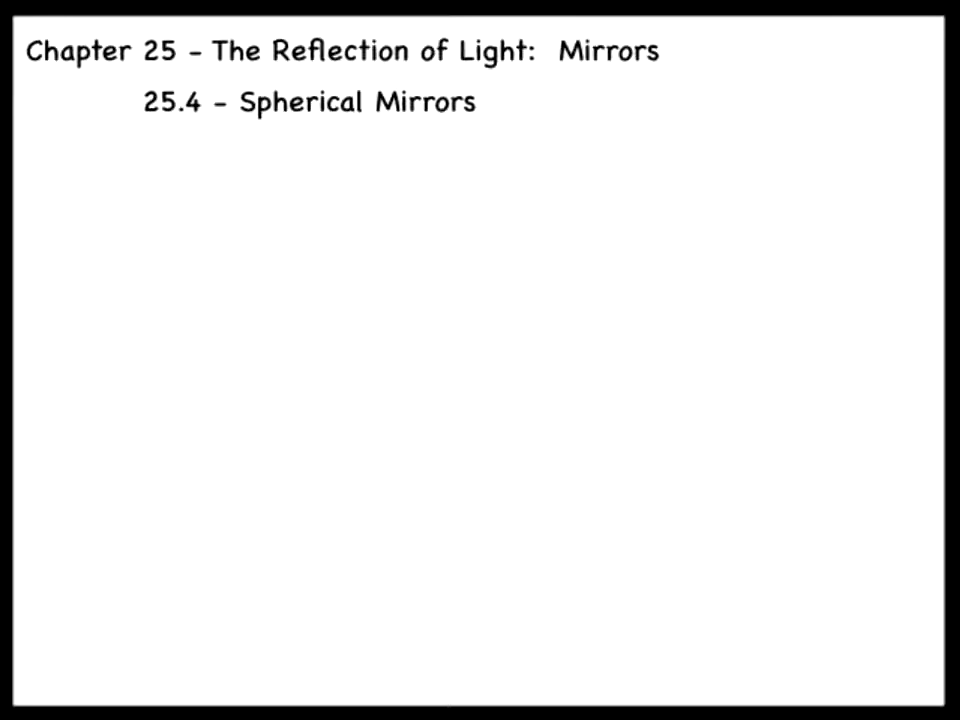 Chapter 25 - The Reflection of Light: Mirrors
25.4 - Spherical Mirrors